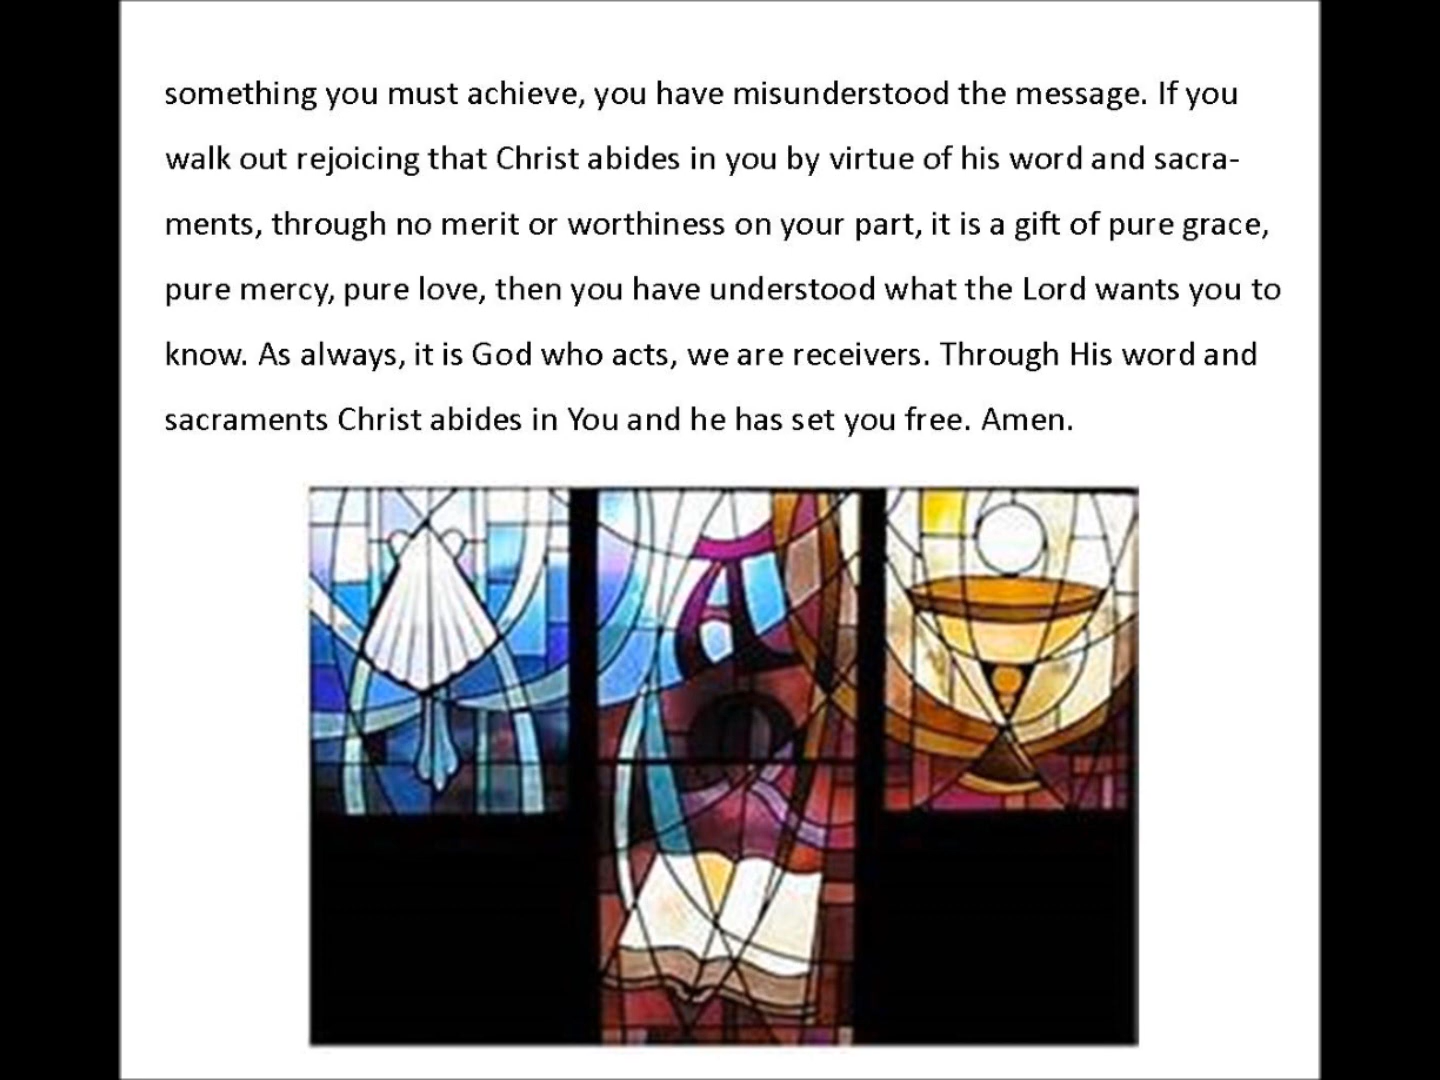 something you must achieve, you have misunderstood the message. If you
walk out rejoicing that Christ abides in you by virtue of his word and sacra-
ments, through no merit or worthiness on your part, it is a gift of pure grace,
pure mercy, pure love, then you have understood what the Lord wants you to
know. As always, it is God who acts, we are receivers. Through His word and
sacraments Christ abides in You and he has set you free. Amen.